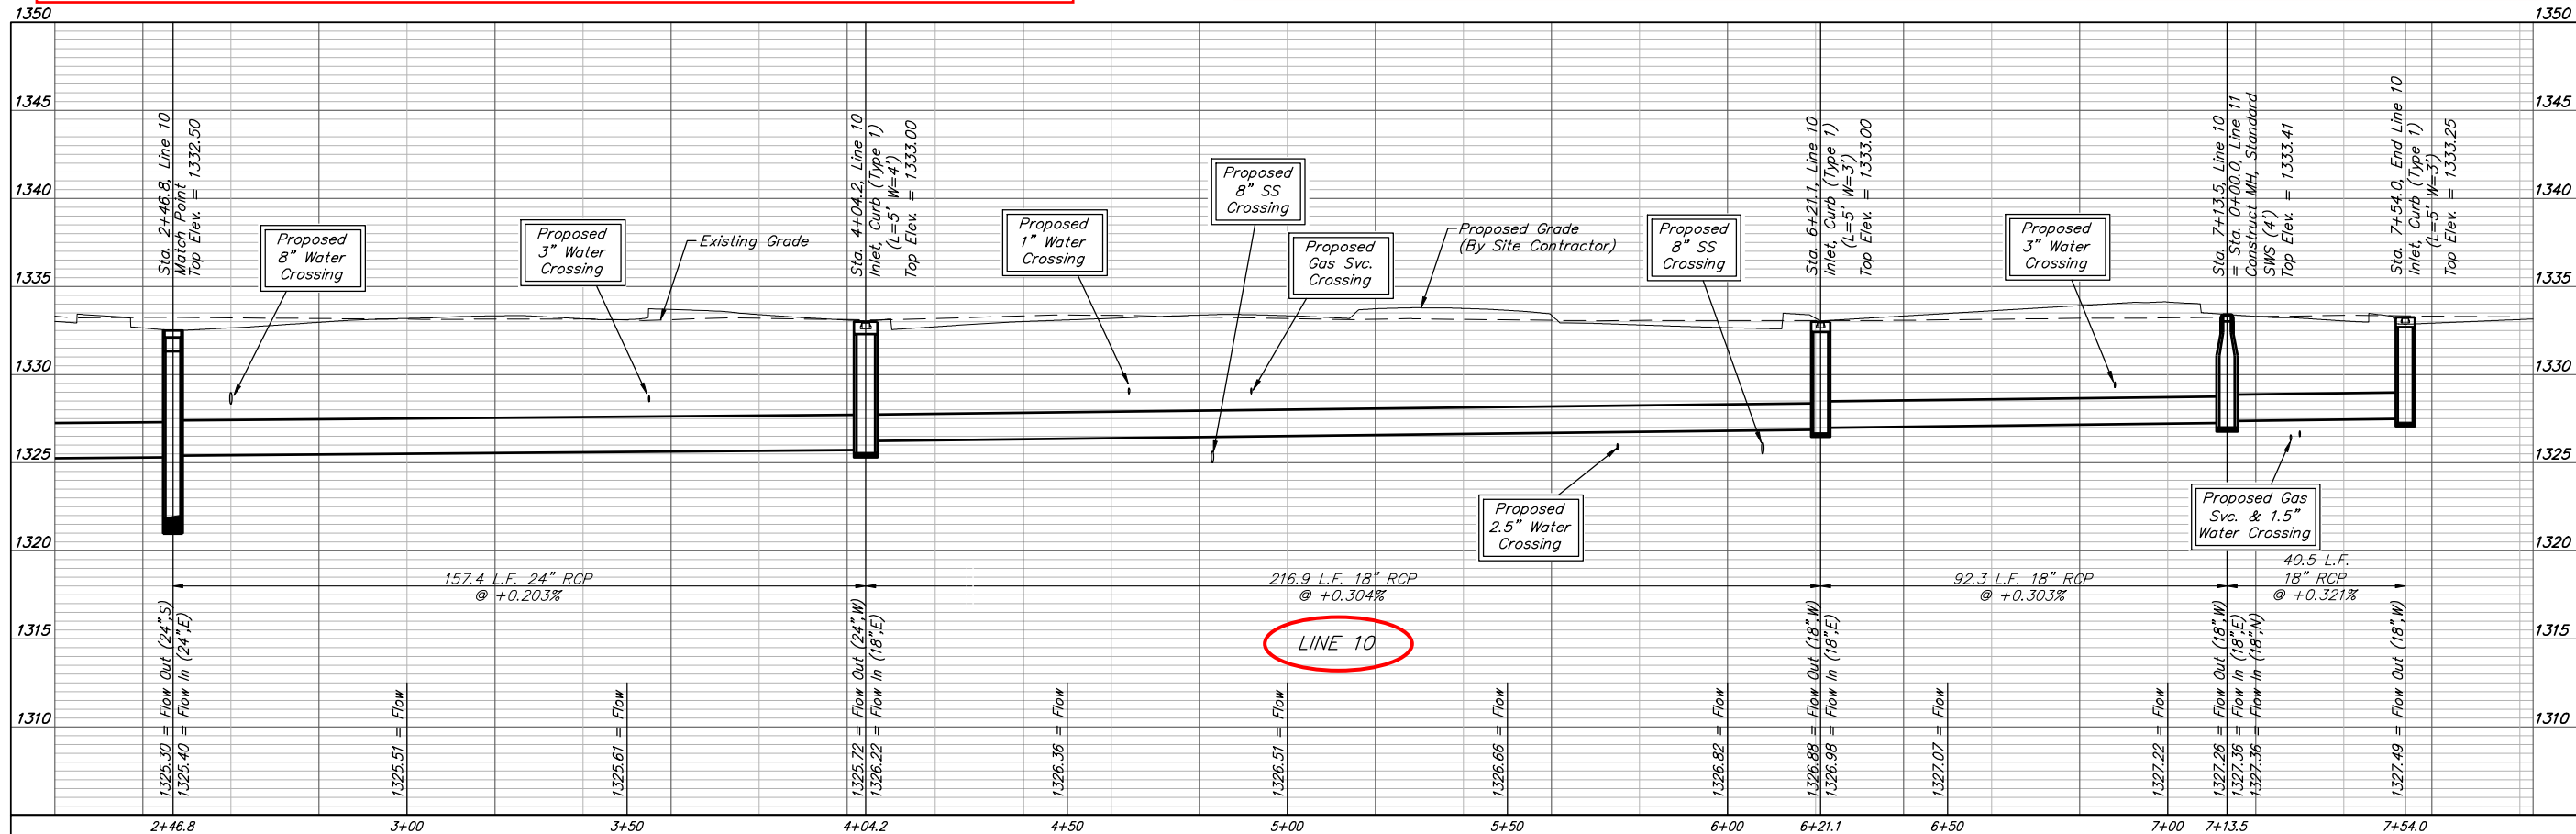 1350
1350
1345
1345
1340
1340
1335
1335
1330
1330
1325
1325
1320
1320
1315
1315
1310
1310
Sta. 2+46.8, Line 10
Match Point
Top Elev. = 1332.50
Proposed
8" Water
Crossing
Proposed
3" Water
Crossing
Existing Grade
Sta. 4+04.2, Line 10
Inlet, Curb (Type 1)
(L=5' W=4')
Top Elev. = 1333.00
Proposed
1" Water
Crossing
Proposed
8" SS
Crossing
Proposed
Gas Svc.
Crossing
Proposed Grade
(By Site Contractor)
Proposed
8" SS
Crossing
Sta. 6+21.1, Line 10
Inlet, Curb (Type 1)
(L=5' W=3')
Top Elev. = 1333.00
Proposed
3" Water
Crossing
Sta. 7+13.5, Line 10
= Sta. 0+00.0, Line 11
Construct MH, Standard
SWS (4')
Top Elev. = 1333.41
Sta. 7+54.0, End Line 10
Inlet, Curb (Type 1)
(L=5' W=3')
Top Elev. = 1333.25
Proposed
2.5" Water
Crossing
Proposed Gas
Svc. & 1.5"
Water Crossing
157.4 L.F. 24" RCP
@ +0.203%
216.9 L.F. 18" RCP
@ +0.304%
92.3 L.F. 18" RCP
@ +0.303%
40.5 L.F.
18" RCP
@ +0.321%
LINE 10
1325.30 = Flow Out (24",S)
1325.40 = Flow In (24",E)
1325.51 = Flow
1325.61 = Flow
1325.72 = Flow Out (24",W)
1326.22 = Flow In (18",E)
1326.36 = Flow
1326.51 = Flow
1326.66 = Flow
1326.82 = Flow
1326.88 = Flow Out (18",W)
1326.98 = Flow In (18",E)
1327.07 = Flow
1327.22 = Flow
1327.26 = Flow Out (18",W)
1327.36 = Flow In (18",E)
1327.36 = Flow In (18",N)
1327.49 = Flow Out (18",W)
2+46.8
3+00
3+50
4+04.2
4+50
5+00
5+50
6+00
6+21.1
6+50
7+00
7+13.5
7+54.0